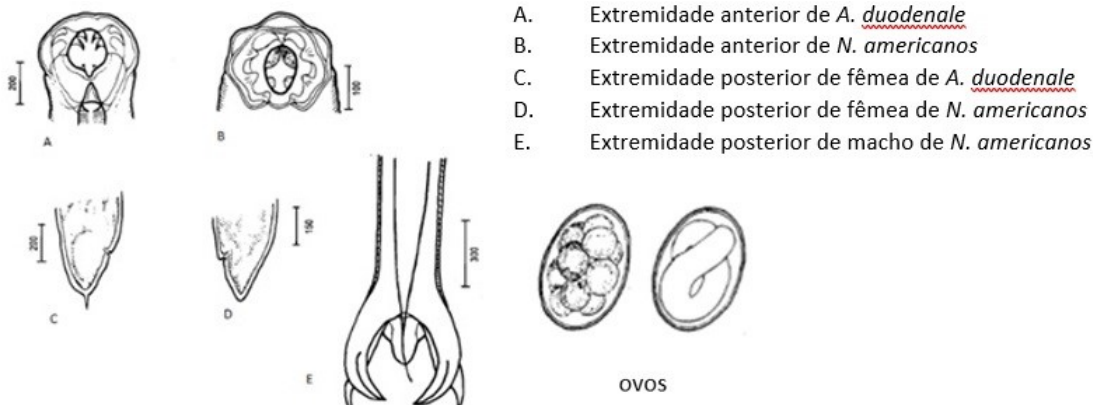 A. Extremidade anterior de A. duodenale
B. Extremidade anterior de N. americanos
C. Extremidade posterior de fêmea de A. duodenale
D. Extremidade posterior de fêmea de N. americanos
E. Extremidade posterior de macho de N. americanos
200
A
100
B
200
C
150
D
300
E
OVOS